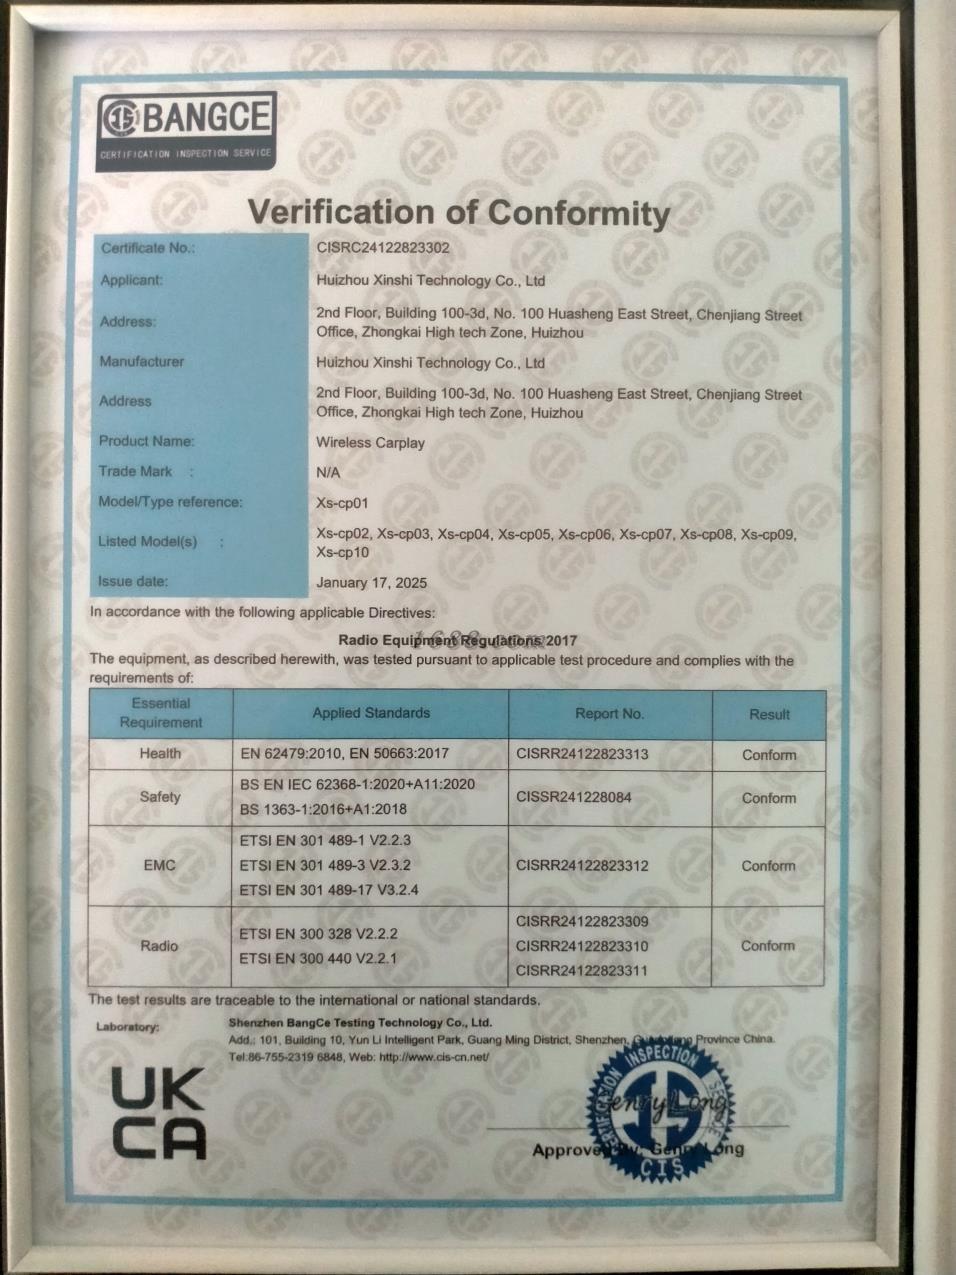 CIS BANGCE
CERTIFICATION INSPECTION SERVICE
Verification of Conformity
Certificate No.: CISRC24122823302
Applicant: Huizhou Xinshi Technology Co., Ltd
Address: 2nd Floor, Building 100-3d, No. 100 Huasheng East Street, Chenjiang Street
Office, Zhongkai High tech Zone, Huizhou
Manufacturer Huizhou Xinshi Technology Co., Ltd
Address 2nd Floor, Building 100-3d, No. 100 Huasheng East Street, Chenjiang Street
Office, Zhongkai High tech Zone, Huizhou
Product Name: Wireless Carplay
Trade Mark : N/A
Model/Type reference: Xs-cp01
Listed Model(s) : Xs-cp02, Xs-cp03, Xs-cp04, Xs-cp05, Xs-cp06, Xs-cp07, Xs-cp08, Xs-cp09,
Xs-cp10
Issue date: January 17, 2025
In accordance with the following applicable Directives:
Radio Equipment Regulations 2017
1688.com
The equipment, as described herewith, was tested pursuant to applicable test procedure and complies with the
requirements of:
Essential
Requirement Applied Standards Report No. Result
Health EN 62479:2010, EN 50663:2017 CISRR24122823313 Conform
Safety BS EN IEC 62368-1:2020+A11:2020
BS 1363-1:2016+A1:2018 CISSR241228084 Conform
EMC ETSI EN 301 489-1 V2.2.3
ETSI EN 301 489-3 V2.3.2
ETSI EN 301 489-17 V3.2.4 CISRR24122823312 Conform
Radio ETSI EN 300 328 V2.2.2
ETSI EN 300 440 V2.2.1 CISRR24122823309
CISRR24122823310
CISRR24122823311 Conform
The test results are traceable to the international or national standards.
Laboratory: Shenzhen BangCe Testing Technology Co., Ltd.
Add.: 101, Building 10, Yun Li Intelligent Park, Guang Ming District, Shenzhen, Guangdong Province China.
Tel:86-755-2319 6848, Web: http://www.cis-cn.net/
UK
CA
CERTIFICATION INSPECTION SERVICE
CIS
Approved By: Genry Long